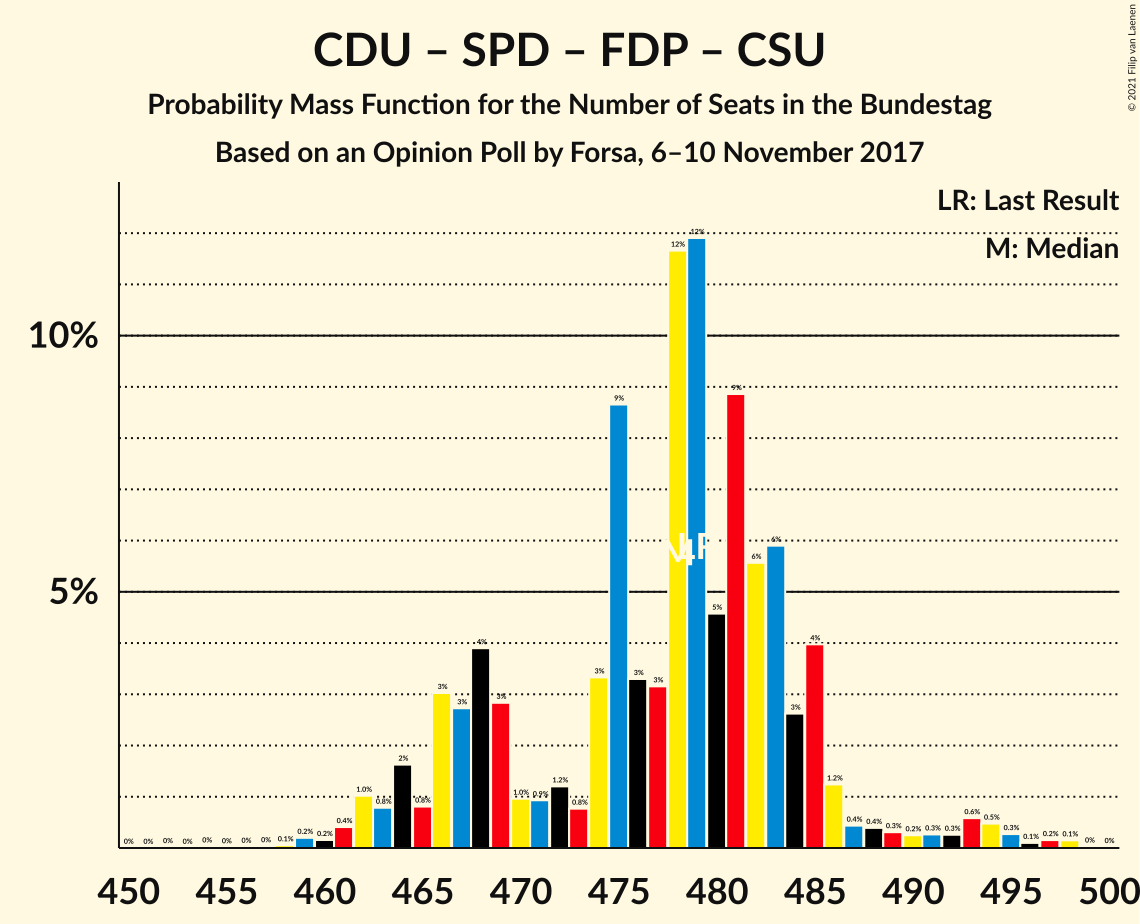 CDU – SPD – FDP – CSU
Probability Mass Function for the Number of Seats in the Bundestag
Based on an Opinion Poll by Forsa, 6–10 November 2017
© 2021 Filip van Laenen
LR: Last Result
M: Median
10%
5%
0% 0% 0% 0% 0% 0% 0% 0% 0.1% 0.2% 0.2% 0.4% 1.0% 0.8% 2% 0.8% 3% 3% 4% 3% 1.0% 0.9% 1.2% 0.8% 3% 9% 3% 3% 12% 12% 5% 9% 6% 6% 3% 4% 1.2% 0.4% 0.4% 0.3% 0.2% 0.3% 0.3% 0.6% 0.5% 0.3% 0.1% 0.2% 0.1% 0% 0%
M LR
450 455 460 465 470 475 480 485 490 495 500